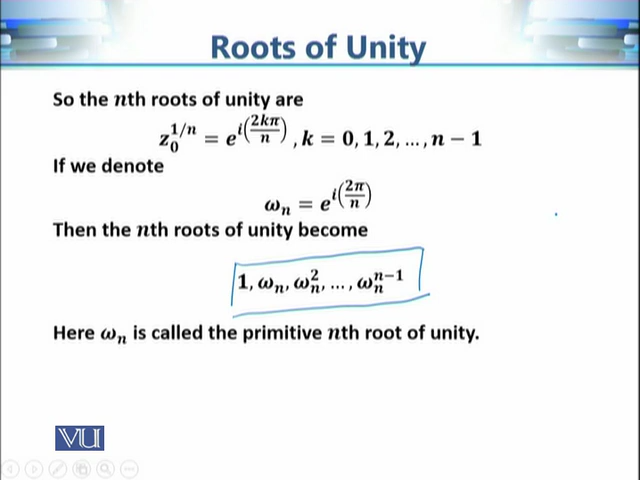 Roots of Unity
So the nth roots of unity are
z₀^{1/n} = e^{i(2kπ/n)}, k = 0, 1, 2, …, n − 1
If we denote
ωₙ = e^{i(2π/n)}
Then the nth roots of unity become
1, ωₙ, ωₙ², …, ωₙ^{n−1}
Here ωₙ is called the primitive nth root of unity.
VU